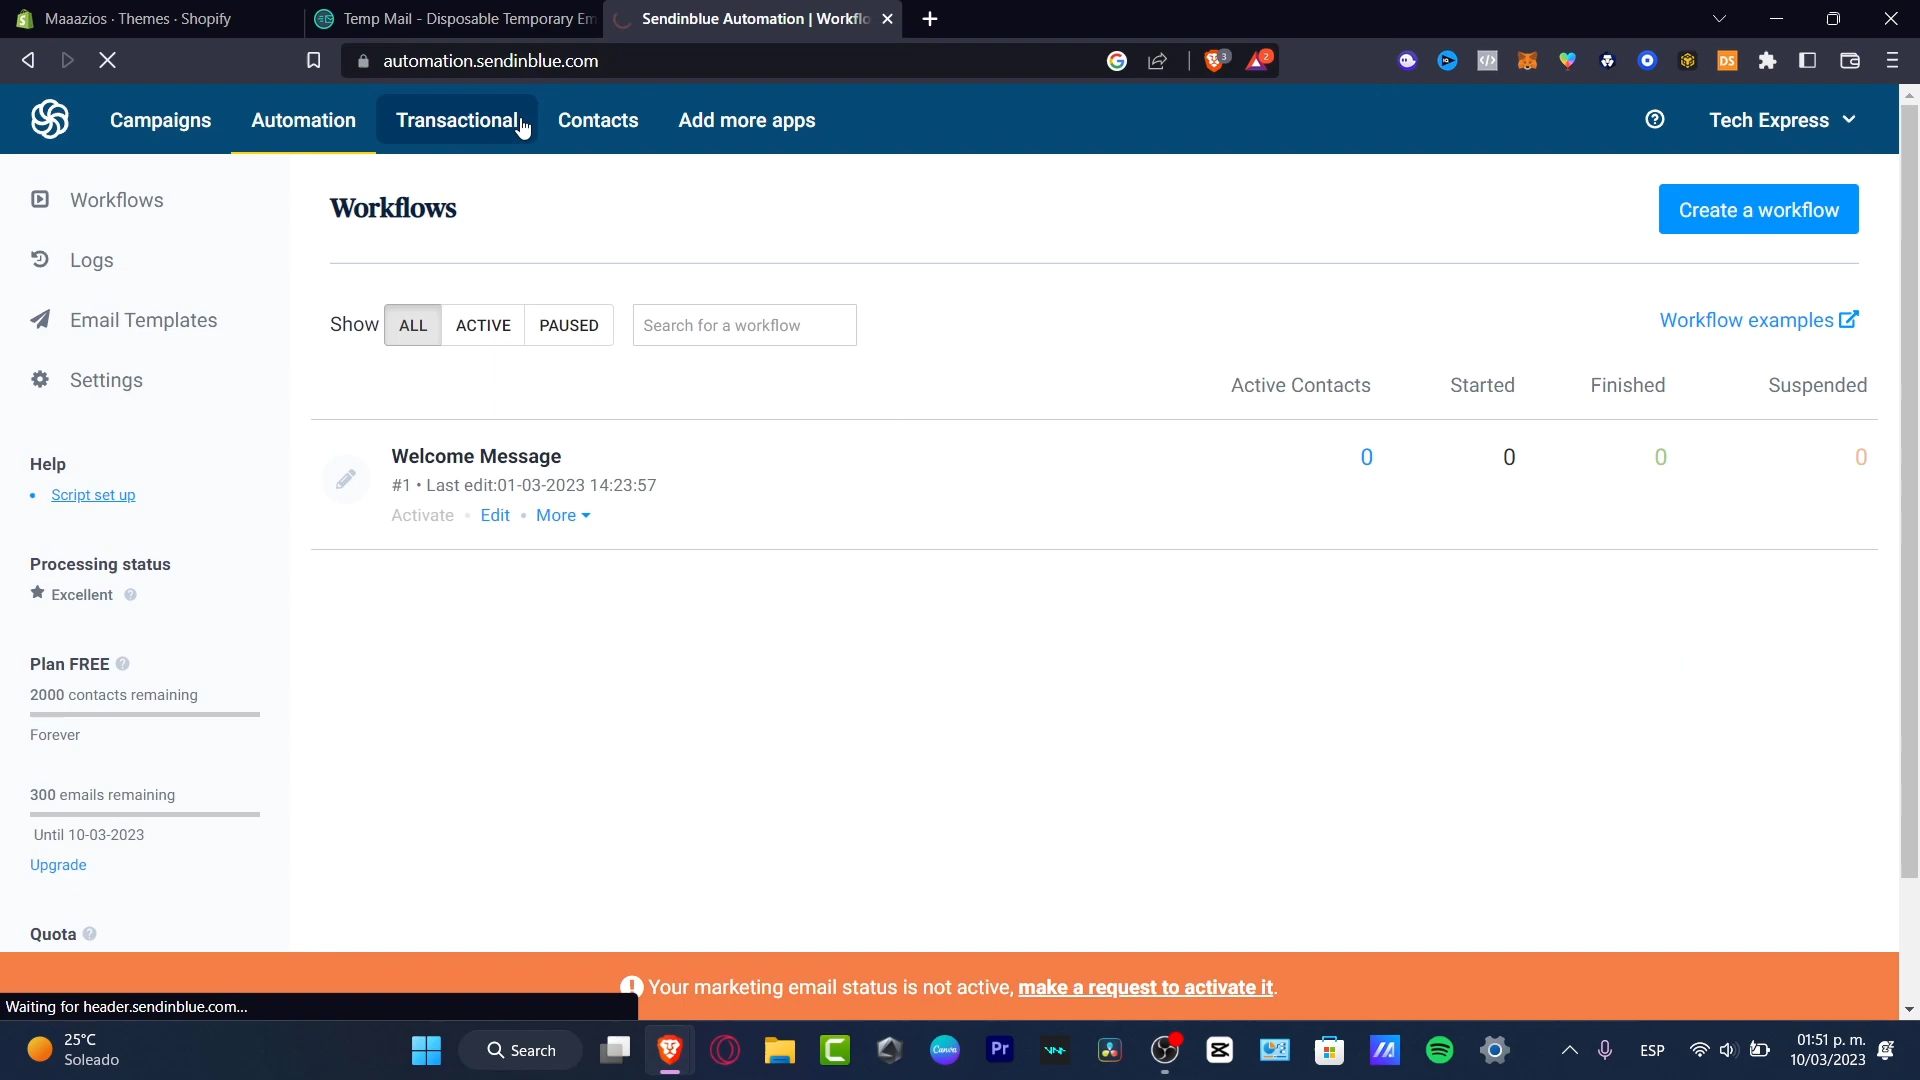 Maaazios · Themes · Shopify
Temp Mail - Disposable Temporary Em
Sendinblue Automation | Workflo
automation.sendinblue.com
3
2
DS
Campaigns
Automation
Transactional
Contacts
Add more apps
Tech Express
Workflows
Logs
Email Templates
Settings
Help
Script set up
Processing status
Excellent
Plan FREE
2000 contacts remaining
Forever
300 emails remaining
Until 10-03-2023
Upgrade
Quota
Workflows
Create a workflow
Show
ALL
ACTIVE
PAUSED
Search for a workflow
Workflow examples
Active Contacts
Started
Finished
Suspended
Welcome Message
#1 • Last edit:01-03-2023 14:23:57
Activate • Edit • More
0
0
0
0
Your marketing email status is not active, make a request to activate it.
Waiting for header.sendinblue.com...
25°C
Soleado
Search
Canva
Pr
ESP
01:51 p. m.
10/03/2023